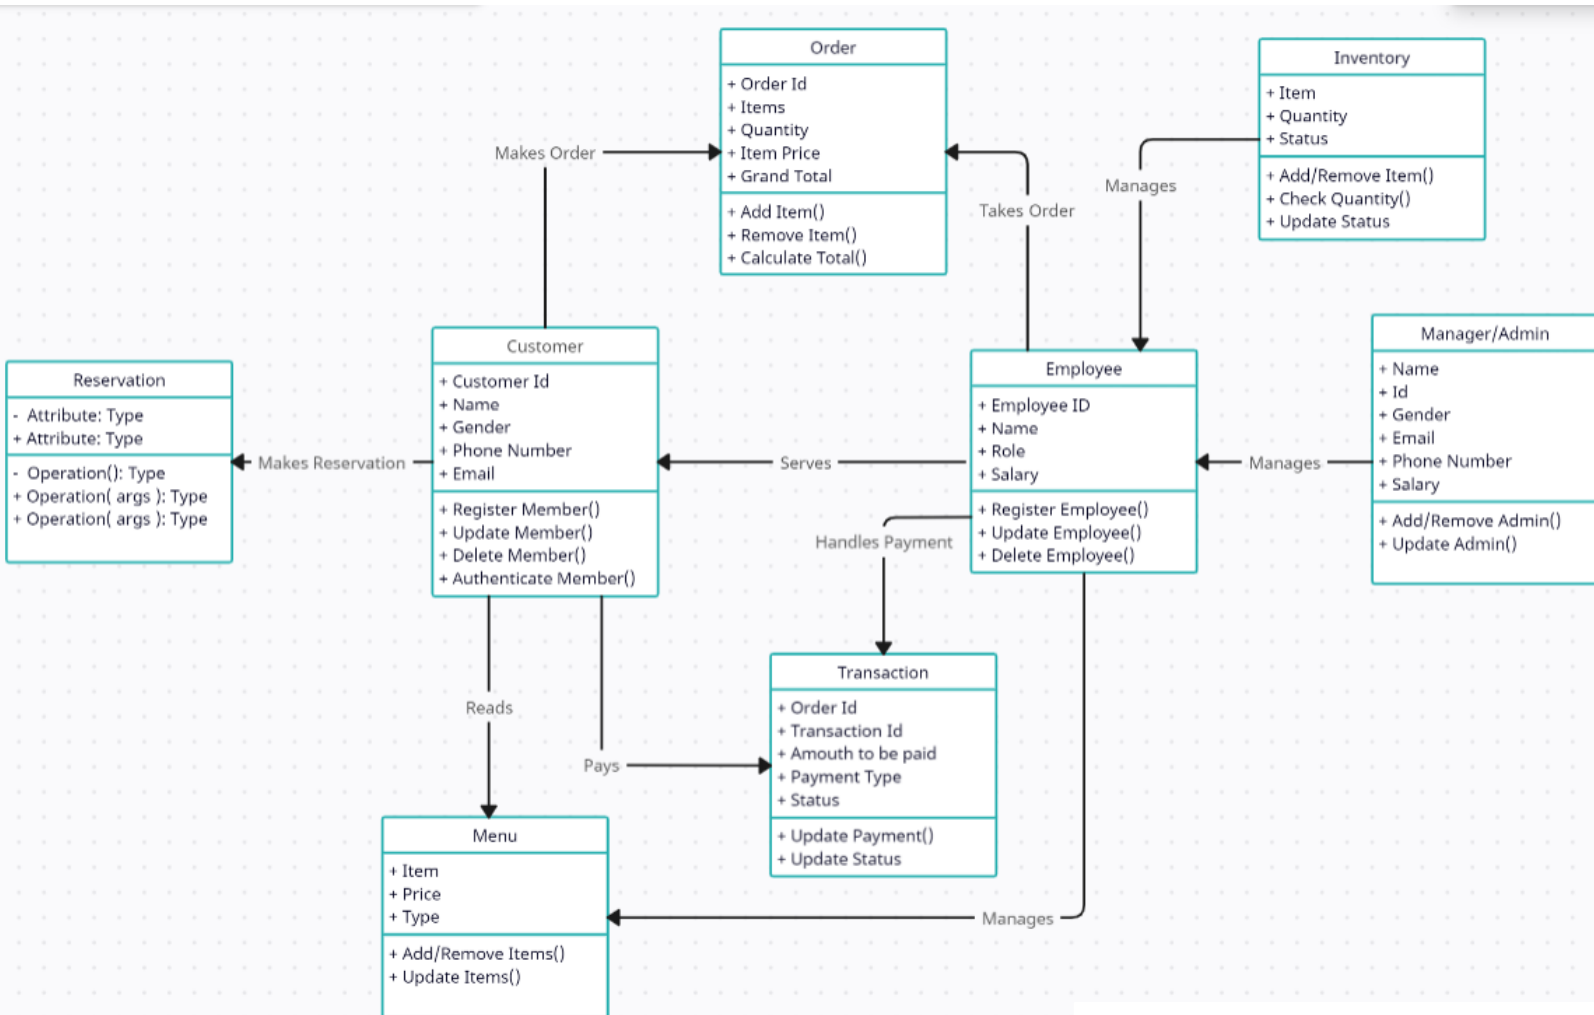 Order
+ Order Id
+ Items
+ Quantity
+ Item Price
+ Grand Total
+ Add Item()
+ Remove Item()
+ Calculate Total()
Inventory
+ Item
+ Quantity
+ Status
+ Add/Remove Item()
+ Check Quantity()
+ Update Status
Makes Order
Takes Order
Manages
Reservation
- Attribute: Type
+ Attribute: Type
- Operation(): Type
+ Operation( args ): Type
+ Operation( args ): Type
Makes Reservation
Customer
+ Customer Id
+ Name
+ Gender
+ Phone Number
+ Email
+ Register Member()
+ Update Member()
+ Delete Member()
+ Authenticate Member()
Serves
Employee
+ Employee ID
+ Name
+ Role
+ Salary
+ Register Employee()
+ Update Employee()
+ Delete Employee()
Manages
Manager/Admin
+ Name
+ Id
+ Gender
+ Email
+ Phone Number
+ Salary
+ Add/Remove Admin()
+ Update Admin()
Handles Payment
Reads
Pays
Transaction
+ Order Id
+ Transaction Id
+ Amouth to be paid
+ Payment Type
+ Status
+ Update Payment()
+ Update Status
Menu
+ Item
+ Price
+ Type
+ Add/Remove Items()
+ Update Items()
Manages